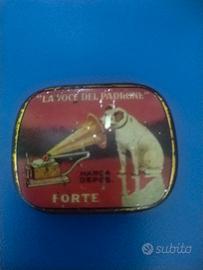 "LA VOCE DEL PADRONE"
MARCA
DEPOS.
FORTE
subito